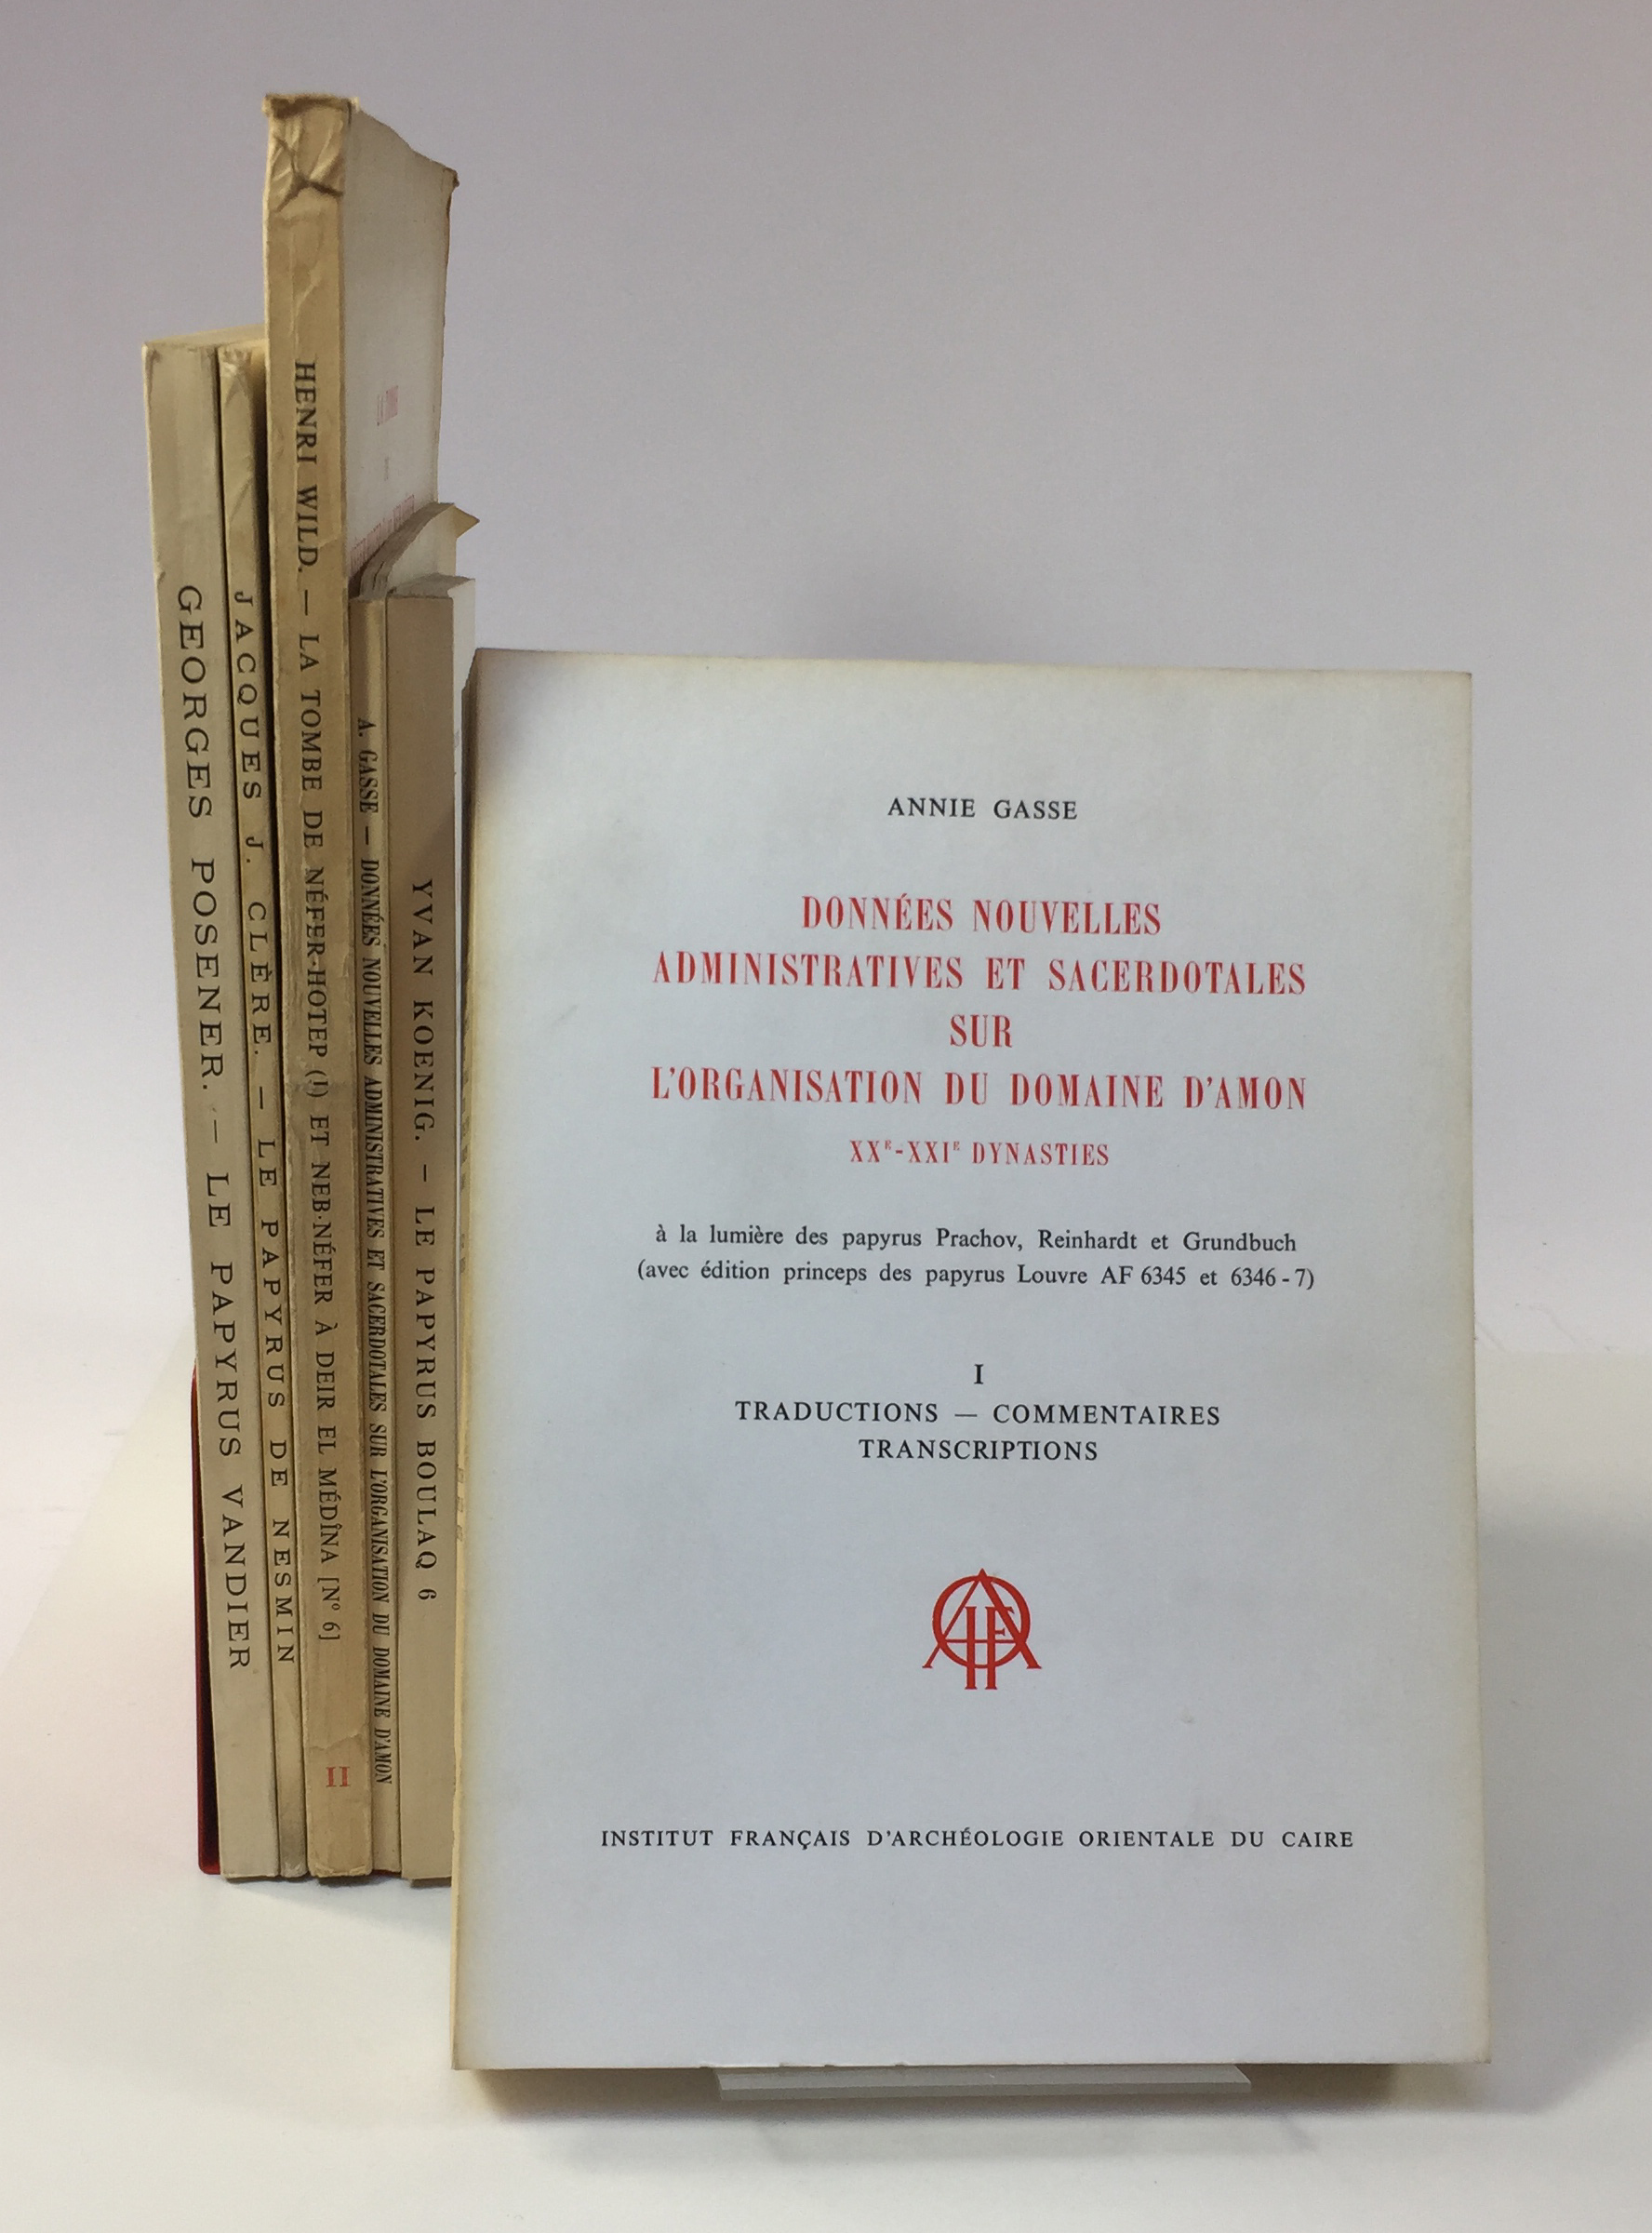 GEORGES POSENER. — LE PAPYRUS VANDIER
JACQUES J. CLÈRE. — LE PAPYRUS DE NESMIN
HENRI WILD. — LA TOMBE DE NÉFER·HOTEP (I) ET NEB·NÉFER À DEIR EL MÉDÎNA [Nº 6]
II
LA TOMBE
A. GASSE — DONNÉES NOUVELLES ADMINISTRATIVES ET SACERDOTALES SUR L'ORGANISATION DU DOMAINE D'AMON
YVAN KOENIG. — LE PAPYRUS BOULAQ 6
ANNIE GASSE
DONNÉES NOUVELLES
ADMINISTRATIVES ET SACERDOTALES
SUR
L'ORGANISATION DU DOMAINE D'AMON
XXᴱ-XXIᴱ DYNASTIES
à la lumière des papyrus Prachov, Reinhardt et Grundbuch
(avec édition princeps des papyrus Louvre AF 6345 et 6346-7)
I
TRADUCTIONS — COMMENTAIRES
TRANSCRIPTIONS
INSTITUT FRANÇAIS D'ARCHÉOLOGIE ORIENTALE DU CAIRE